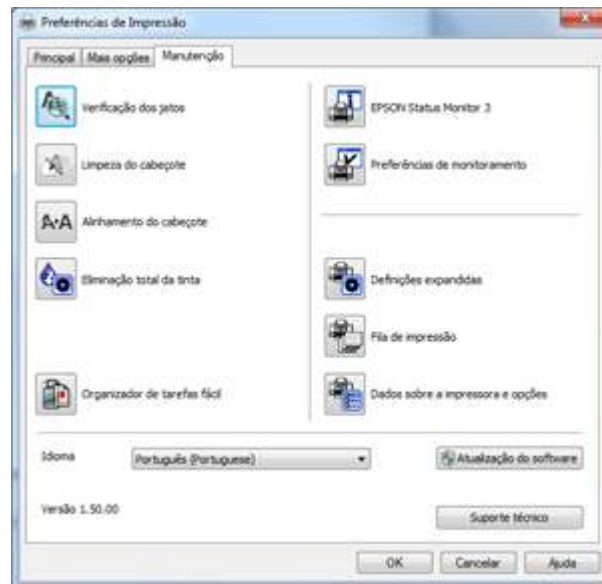 Preferências de Impressão
Principal
Mais opções
Manutenção
Verificação dos jatos
EPSON Status Monitor 3
Limpeza do cabeçote
Preferências de monitoramento
A·A
Alinhamento do cabeçote
Eliminação total da tinta
Definições expandidas
Fila de impressão
Organizador de tarefas fácil
Dados sobre a impressora e opções
Idioma
Português (Portuguese)
Atualização do software
Versão 1.50.00
Suporte técnico
OK
Cancelar
Ajuda